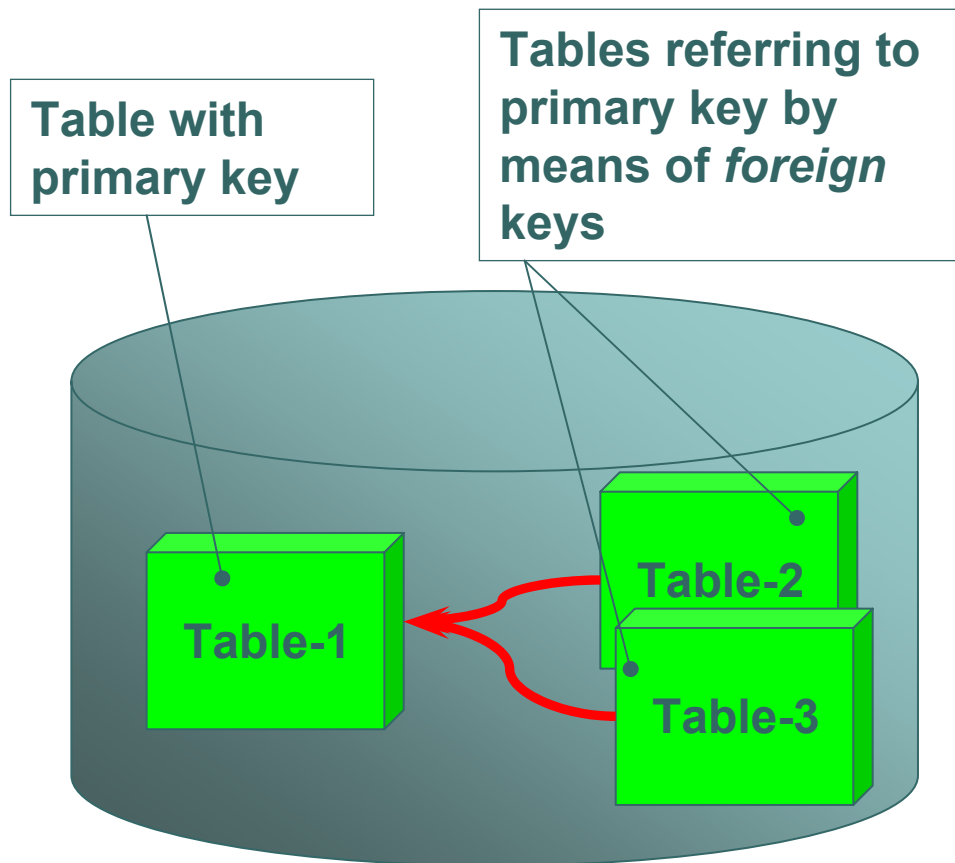 Table with
primary key
Tables referring to
primary key by
means of foreign
keys
Table-1
Table-2
Table-3